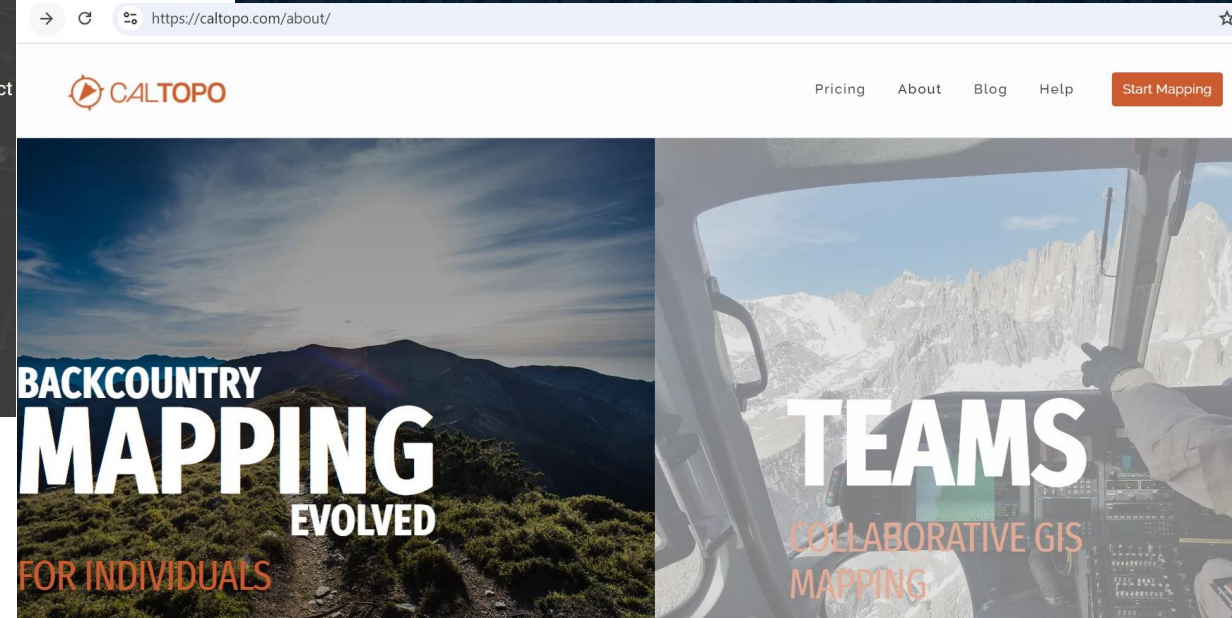 https://caltopo.com/about/
ct
CALTOPO
Pricing About Blog Help Start Mapping
BACKCOUNTRY
MAPPING
EVOLVED
FOR INDIVIDUALS
TEAMS
COLLABORATIVE GIS
MAPPING